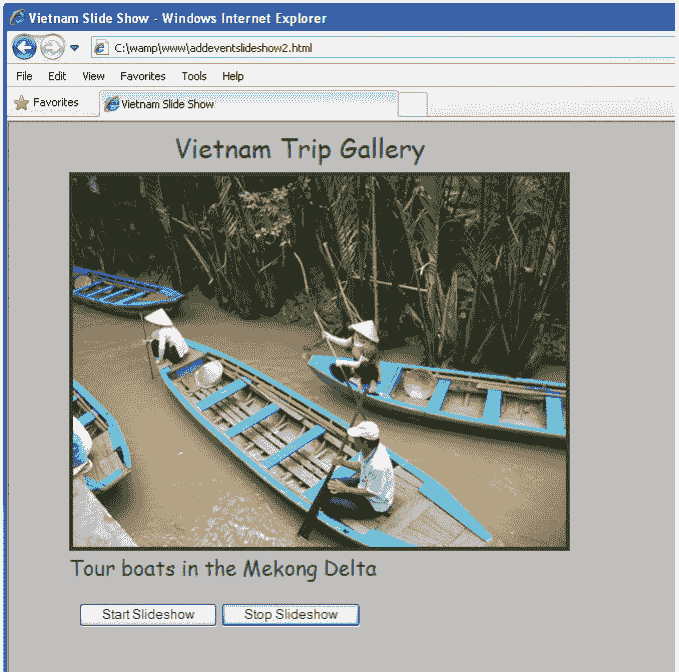 Vietnam Slide Show - Windows Internet Explorer
C:\wamp\www\addeventslideshow2.html
File Edit View Favorites Tools Help
Favorites Vietnam Slide Show
Vietnam Trip Gallery
Tour boats in the Mekong Delta
Start Slideshow Stop Slideshow